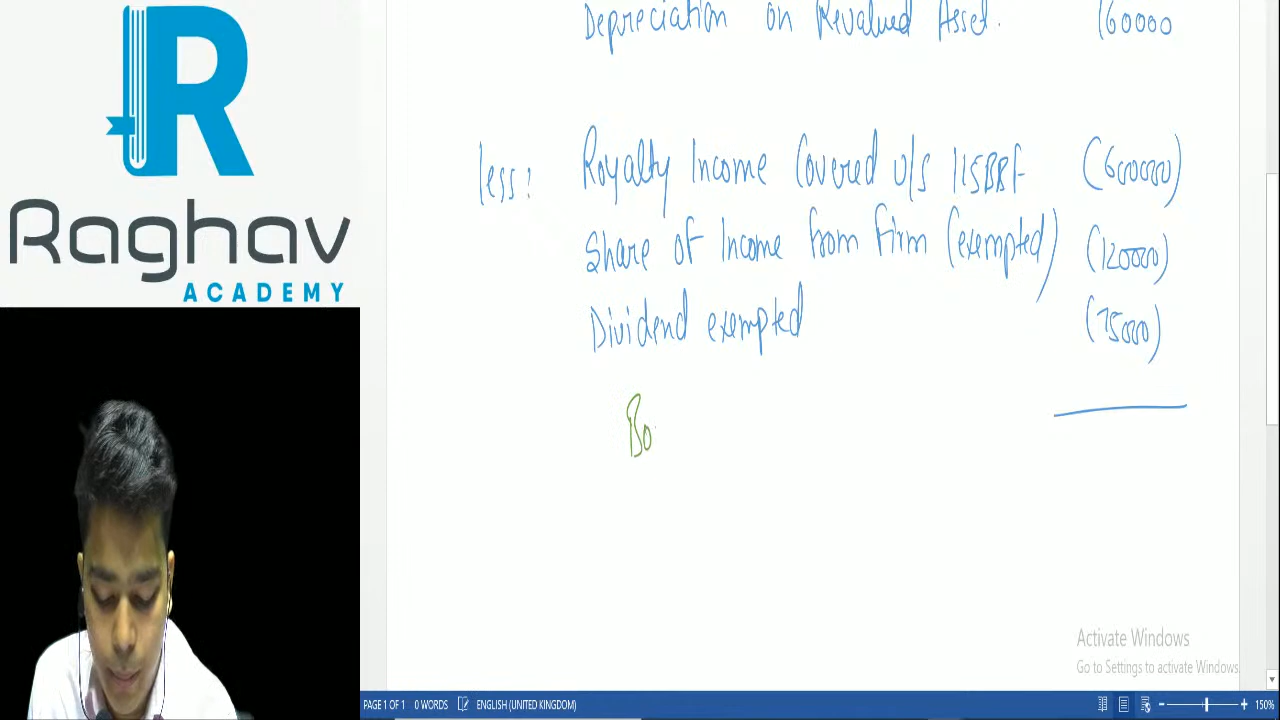 Depreciation on Revalued Asset. 160000
R
less: Royalty Income Covered u/s 115BBF (600000)
Share of Income from Firm (exempted) (120000)
Raghav
ACADEMY
Dividend exempted (75000)
Bo
Activate Windows
Go to Settings to activate Windows.
PAGE 1 OF 1 0 WORDS ENGLISH (UNITED KINGDOM) 150%